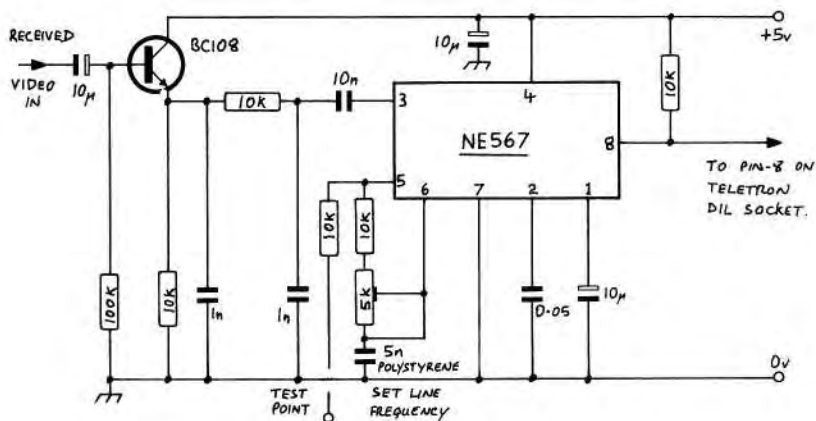 RECEIVED
VIDEO
IN
10µ
BC108
10K
10n
10µ
+5v
10K
NE567
3
4
8
5
6
7
2
1
TO PIN-8 ON
TELETRON
DIL SOCKET.
100K
10K
1n
1n
10K
10K
5K
5n
POLYSTYRENE
0.05
10µ
0v
TEST
POINT
SET LINE
FREQUENCY